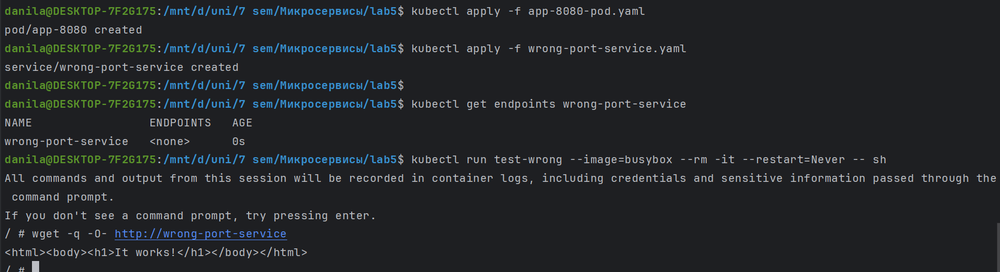 danila@DESKTOP-7F2G175:/mnt/d/uni/7 sem/Микросервисы/lab5$ kubectl apply -f app-8080-pod.yaml
pod/app-8080 created
danila@DESKTOP-7F2G175:/mnt/d/uni/7 sem/Микросервисы/lab5$ kubectl apply -f wrong-port-service.yaml
service/wrong-port-service created
danila@DESKTOP-7F2G175:/mnt/d/uni/7 sem/Микросервисы/lab5$
danila@DESKTOP-7F2G175:/mnt/d/uni/7 sem/Микросервисы/lab5$ kubectl get endpoints wrong-port-service
NAME                 ENDPOINTS   AGE
wrong-port-service   <none>      0s
danila@DESKTOP-7F2G175:/mnt/d/uni/7 sem/Микросервисы/lab5$ kubectl run test-wrong --image=busybox --rm -it --restart=Never -- sh
All commands and output from this session will be recorded in container logs, including credentials and sensitive information passed through the
 command prompt.
If you don't see a command prompt, try pressing enter.
/ # wget -q -O- http://wrong-port-service
<html><body><h1>It works!</h1></body></html>
/ #